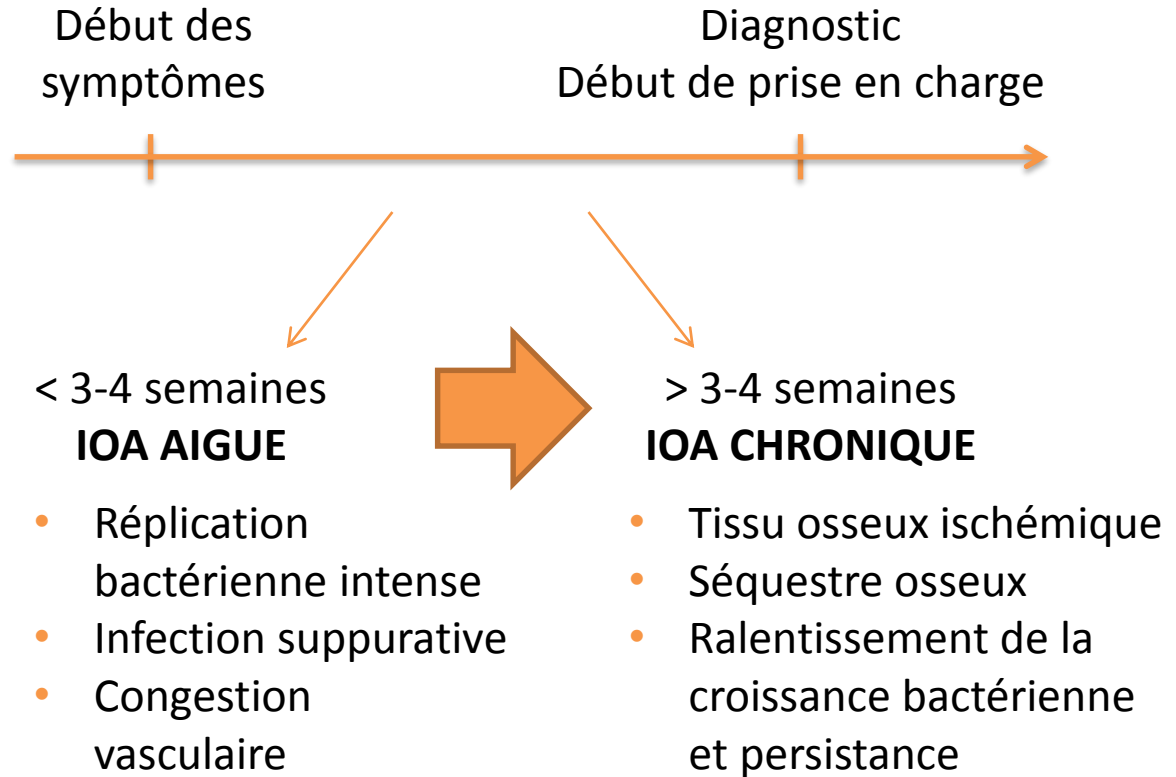 Début des
symptômes
Diagnostic
Début de prise en charge
< 3-4 semaines
IOA AIGUE
• Réplication
bactérienne intense
• Infection suppurative
• Congestion
vasculaire
> 3-4 semaines
IOA CHRONIQUE
• Tissu osseux ischémique
• Séquestre osseux
• Ralentissement de la
croissance bactérienne
et persistance